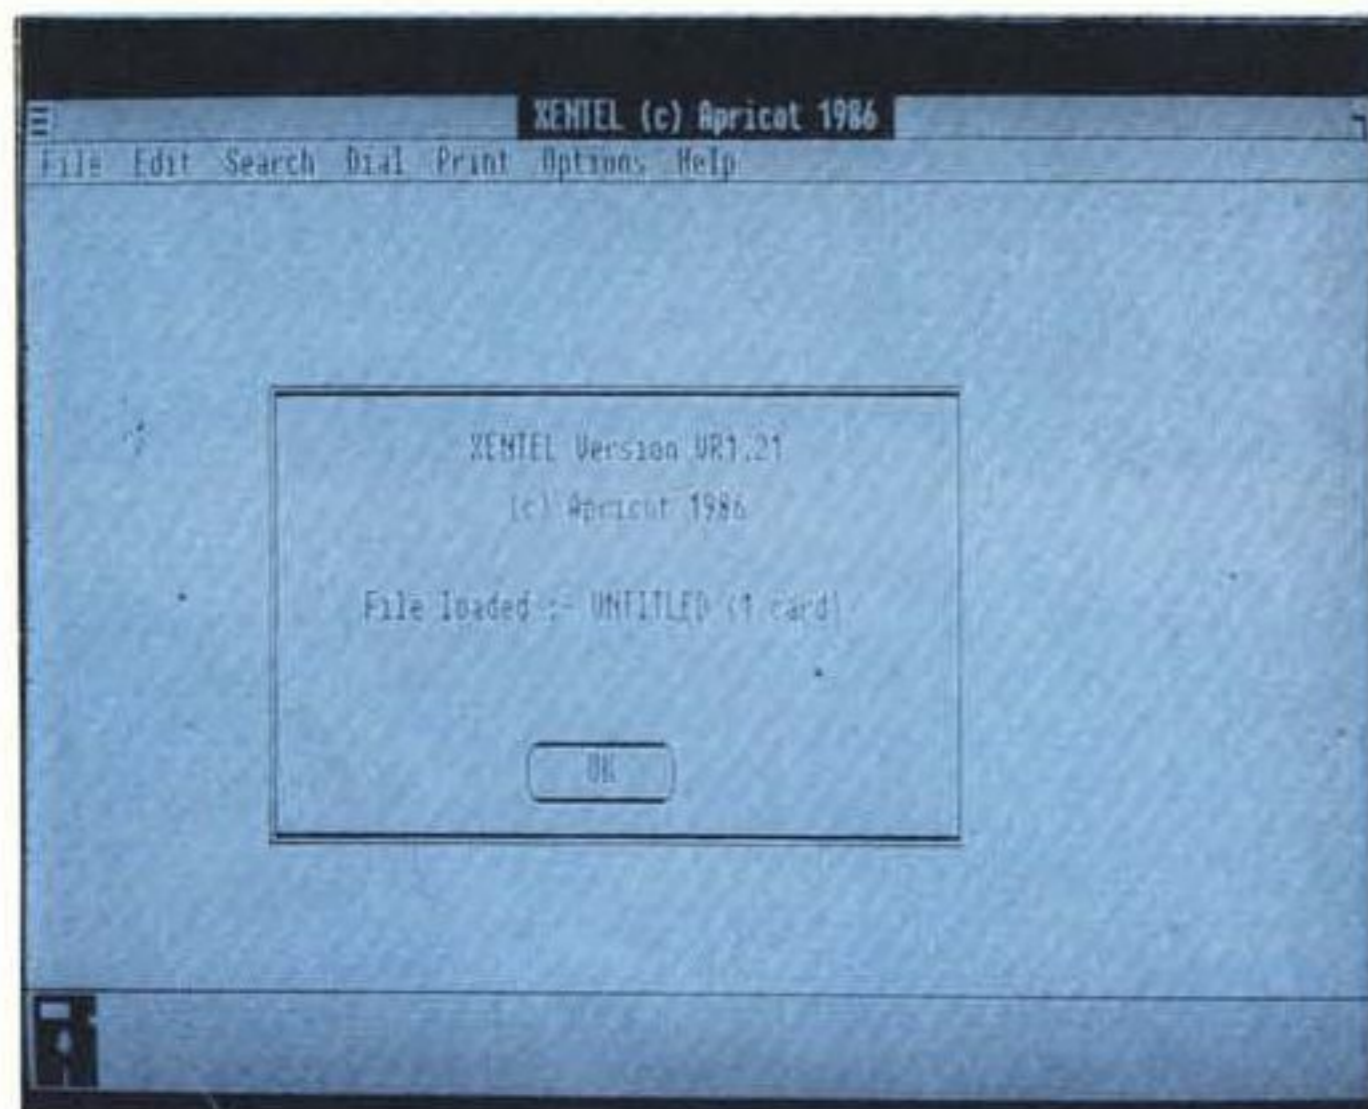 XENTEL (c) Apricot 1986
File Edit Search Dial Print Options Help
XENTEL Version VR1.21
(c) Apricot 1986
File loaded :- UNTITLED (1 card)
OK